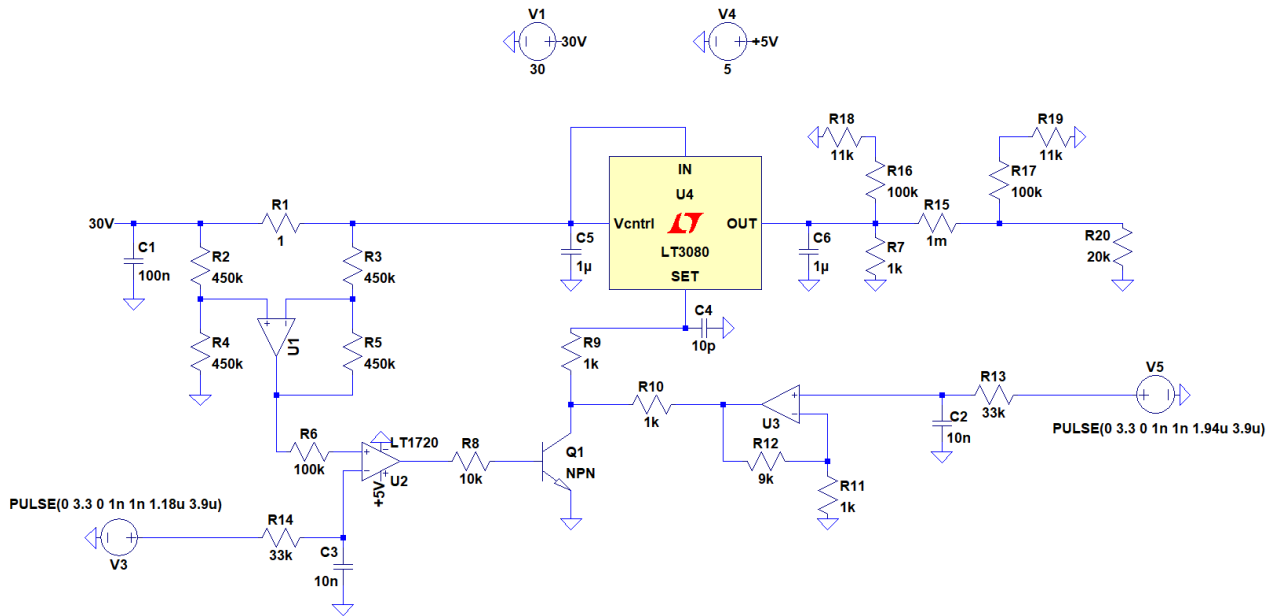 V1
30V
30
V4
+5V
5
R18
11k
R19
11k
R16
100k
R17
100k
IN
U4
Vcntrl
OUT
LT3080
SET
30V
R1
1
R15
1m
C1
100n
R2
450k
R3
450k
C5
1µ
C6
1µ
R7
1k
R20
20k
R4
450k
U1
R5
450k
C4
10p
R9
1k
R10
1k
U3
R13
33k
V5
C2
10n
PULSE(0 3.3 0 1n 1n 1.94u 3.9u)
R6
100k
LT1720
U2
+5V
R8
10k
Q1
NPN
R12
9k
R11
1k
PULSE(0 3.3 0 1n 1n 1.18u 3.9u)
V3
R14
33k
C3
10n